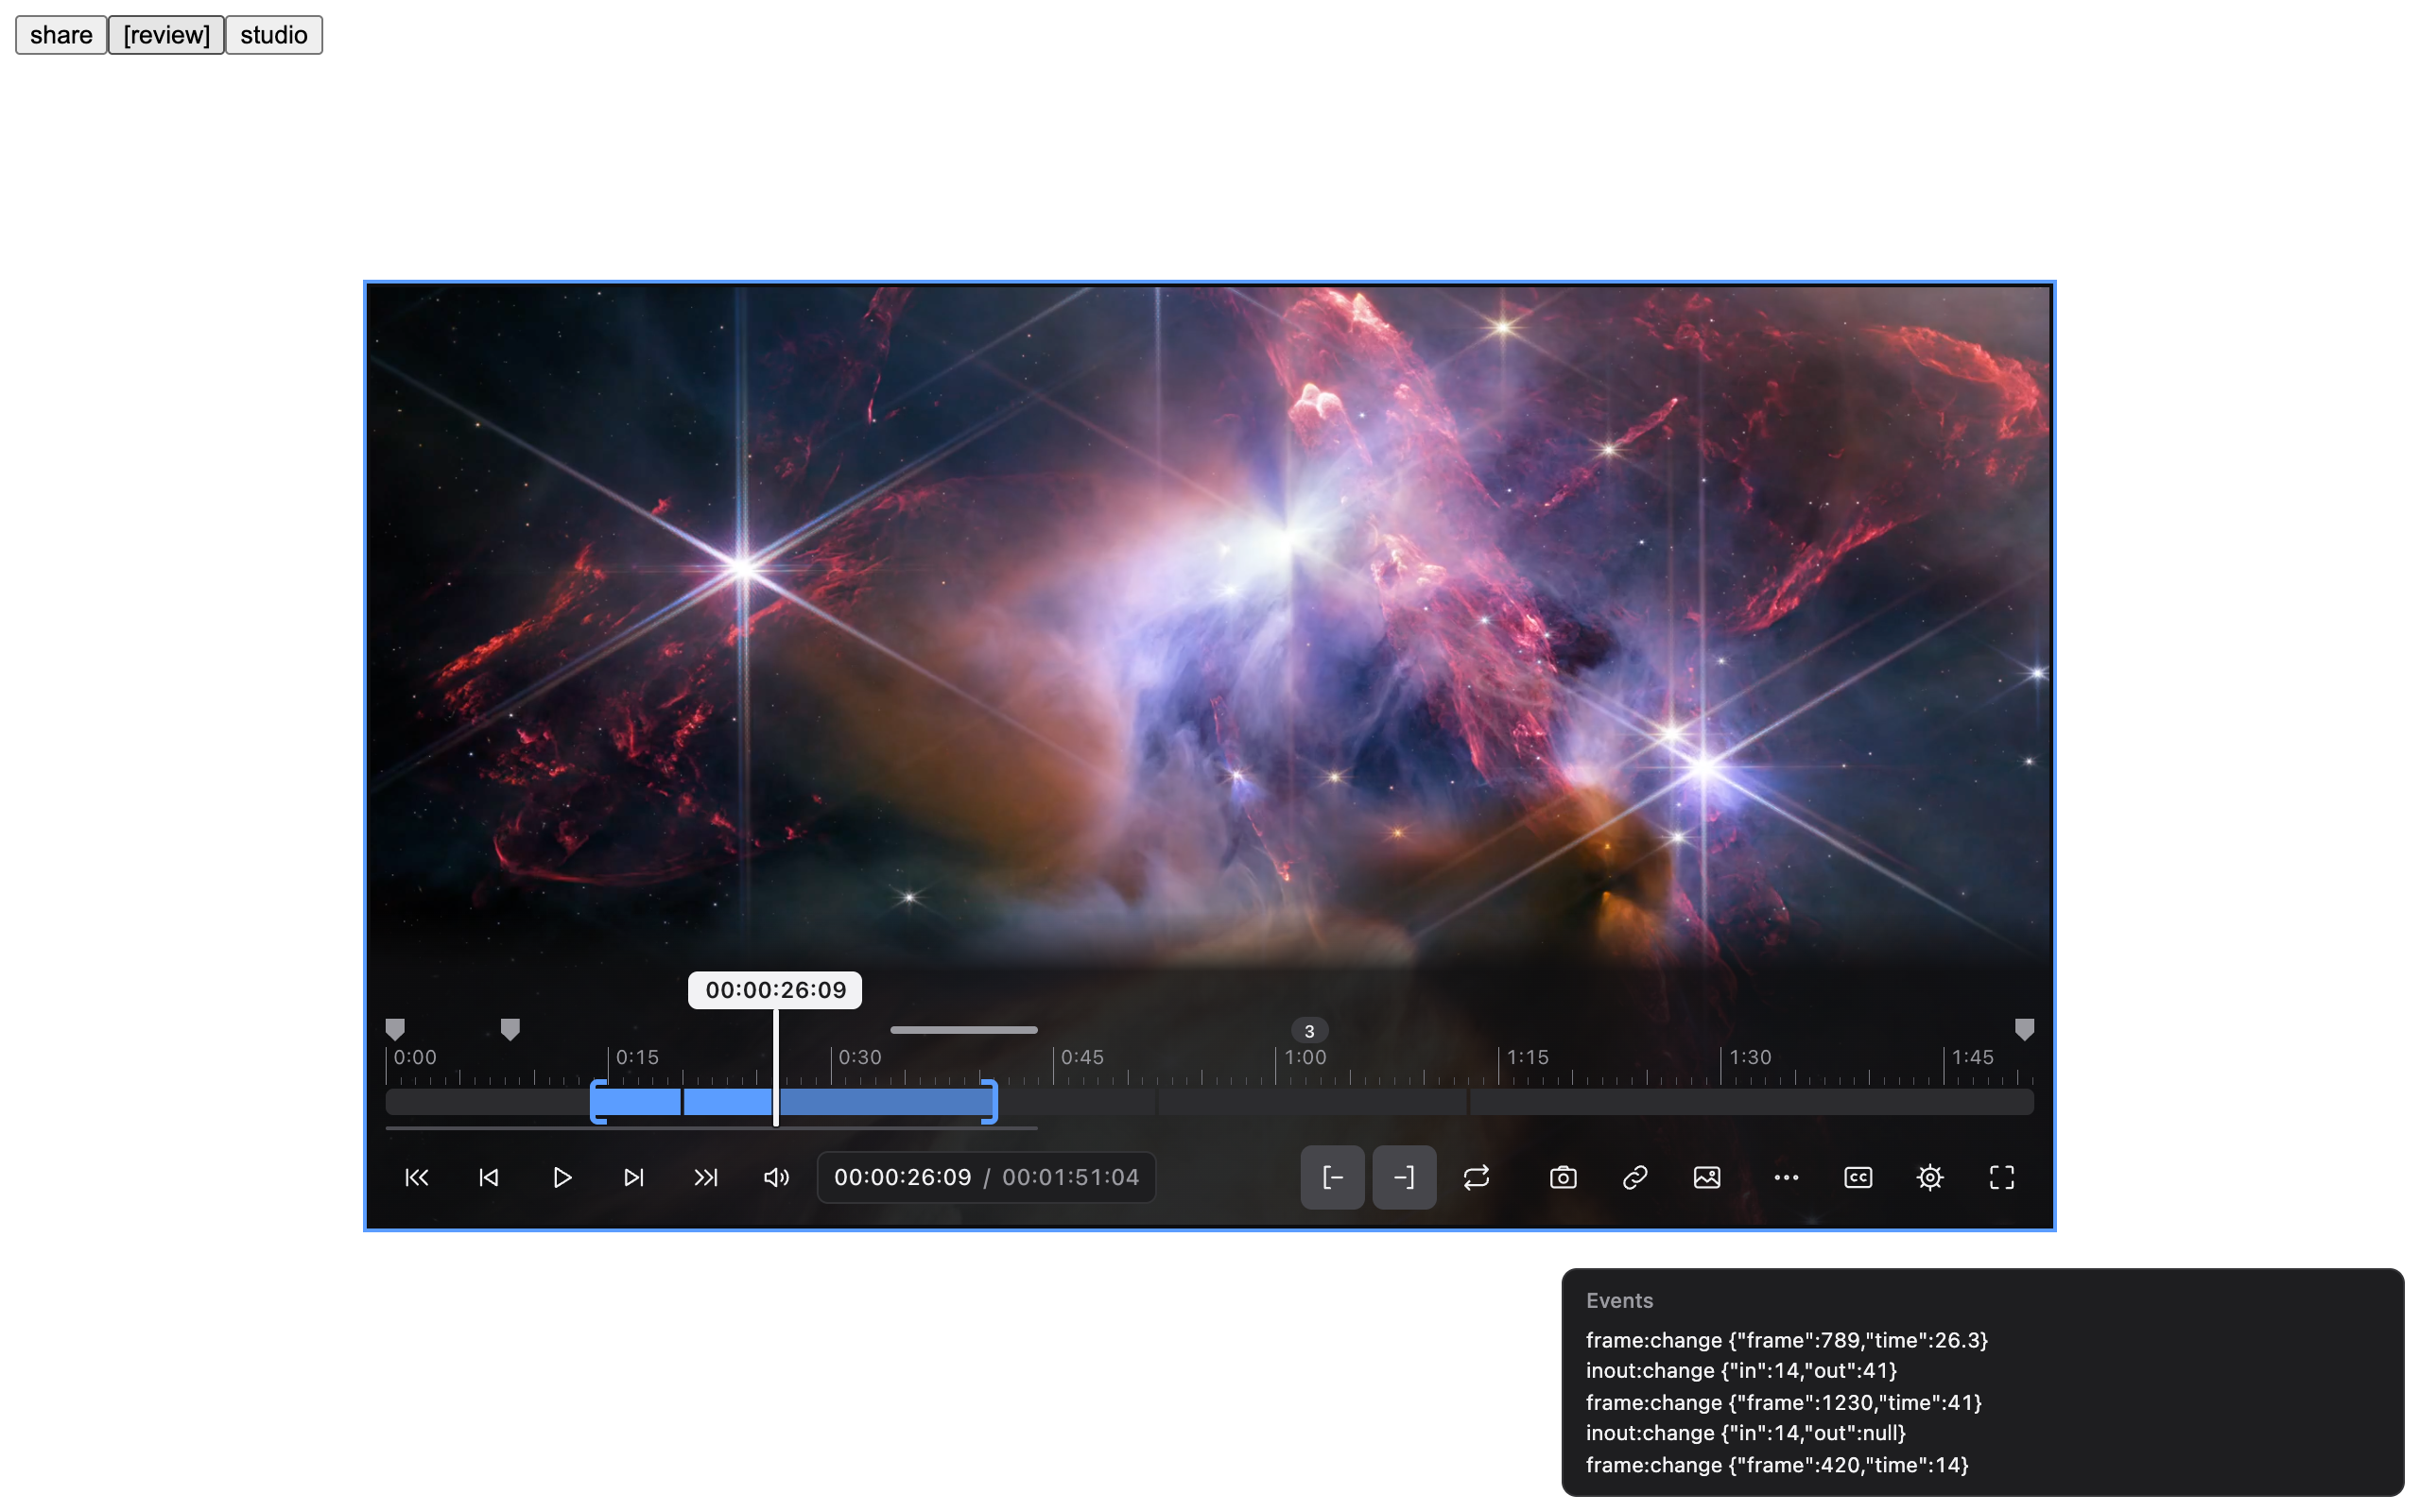 share [review] studio
00:00:26:09
3
0:00 0:15 0:30 0:45 1:00 1:15 1:30 1:45
00:00:26:09 / 00:01:51:04 CC
Events
frame:change {"frame":789,"time":26.3}
inout:change {"in":14,"out":41}
frame:change {"frame":1230,"time":41}
inout:change {"in":14,"out":null}
frame:change {"frame":420,"time":14}